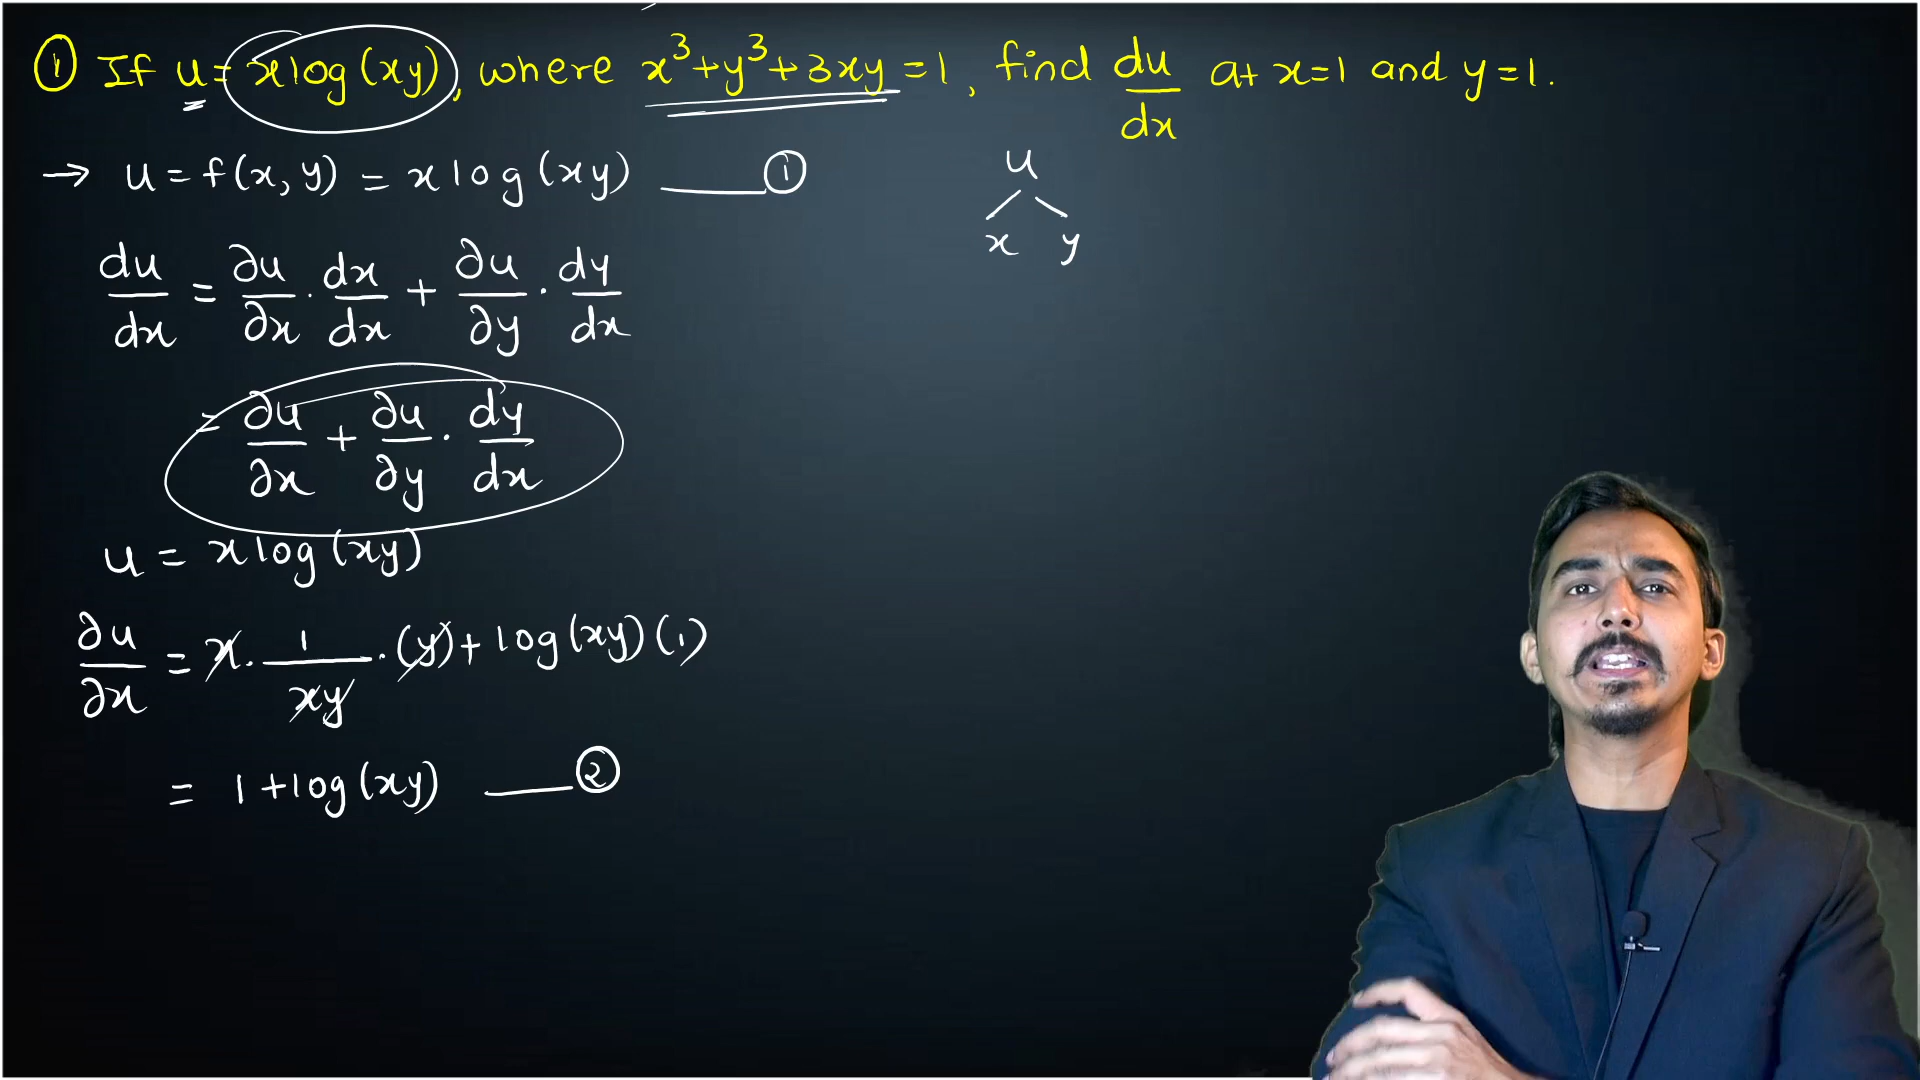 ① If u = x log (xy), where x³+y³+3xy = 1, find du/dx at x=1 and y=1.
→ u = f(x, y) = x log (xy) ——— ①
u
x y
du/dx = ∂u/∂x · dx/dx + ∂u/∂y · dy/dx
= ∂u/∂x + ∂u/∂y · dy/dx
u = x log (xy)
∂u/∂x = x · 1/xy · (y) + log (xy) (1)
= 1 + log (xy) ——— ②